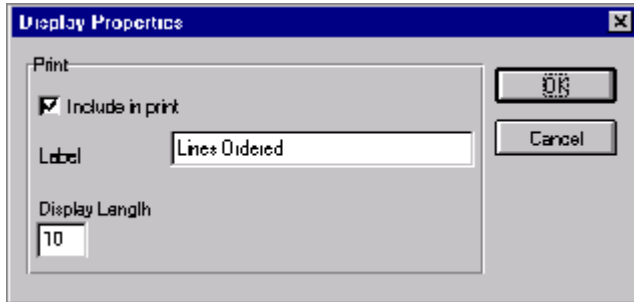 Display Properties
Print
Include in print
OK
Label
Lines Ordered
Cancel
Display Length
10